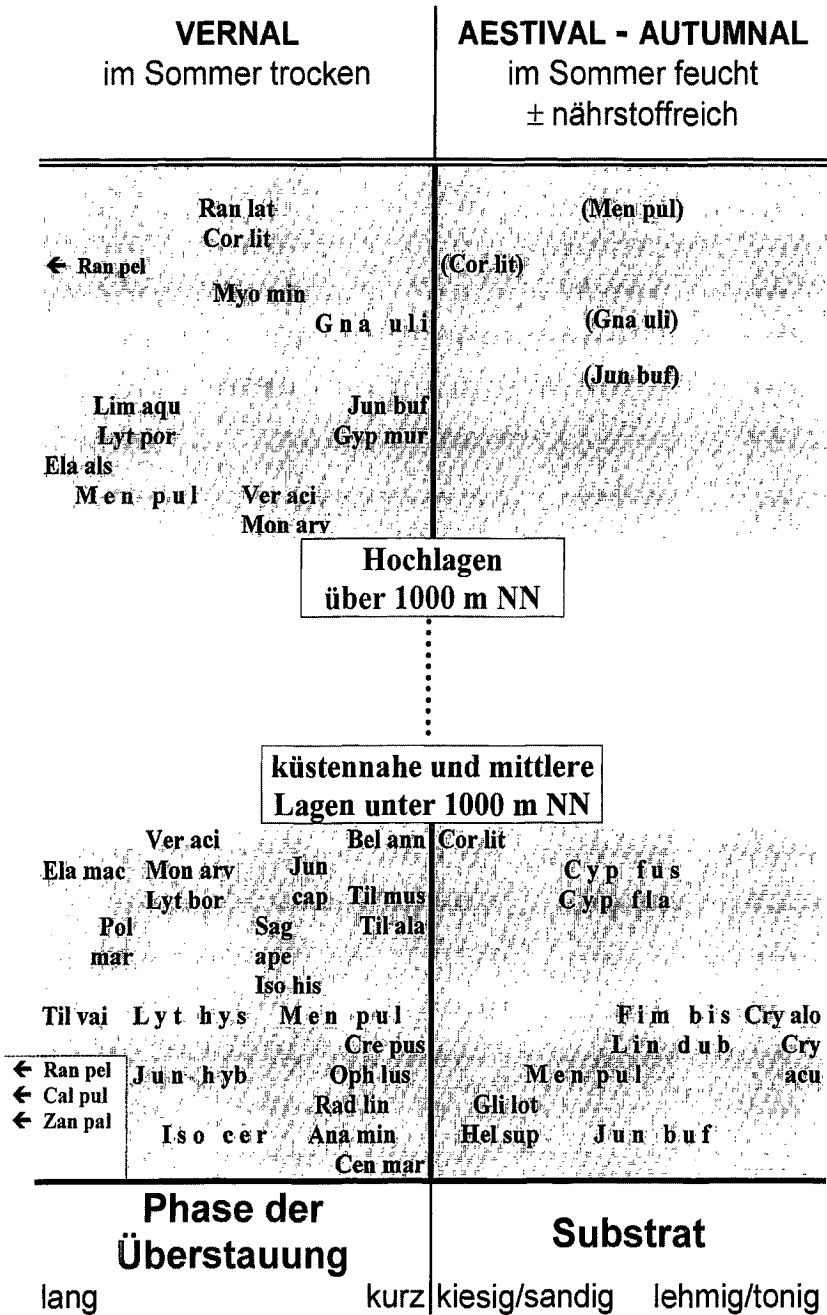 VERNAL
im Sommer trocken
AESTIVAL - AUTUMNAL
im Sommer feucht
± nährstoffreich
Ran lat
(Men pul)
Cor lit
← Ran pel
(Cor lit)
Myo min
Gna uli
(Gna uli)
(Jun buf)
Lim aqu
Jun buf
Lyt por
Gyp mur
Ela als
Men pul
Ver aci
Mon arv
Hochlagen
über 1000 m NN
küstennahe und mittlere
Lagen unter 1000 m NN
Ver aci
Bel ann
Cor lit
Ela mac
Mon arv
Jun
Cyp fus
Lyt bor
cap
Til mus
Cyp fla
Pol
Sag
Til ala
mar
ape
Iso his
Til vai
Lyt hys
Men pul
Fim bis
Cry alo
Cre pus
Lin dub
Cry
← Ran pel
Jun hyb
Oph lus
Men pul
acu
← Cal pul
Rad lin
Gli lot
← Zan pal
Iso cer
Ana min
Hel sup
Jun buf
Cen mar
Phase der
Überstauung
Substrat
lang
kurz
kiesig/sandig
lehmig/tonig